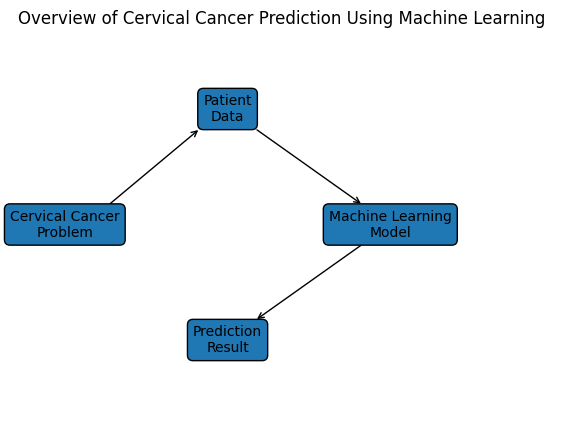 Overview of Cervical Cancer Prediction Using Machine Learning
Patient
Data
Cervical Cancer
Problem
Machine Learning
Model
Prediction
Result